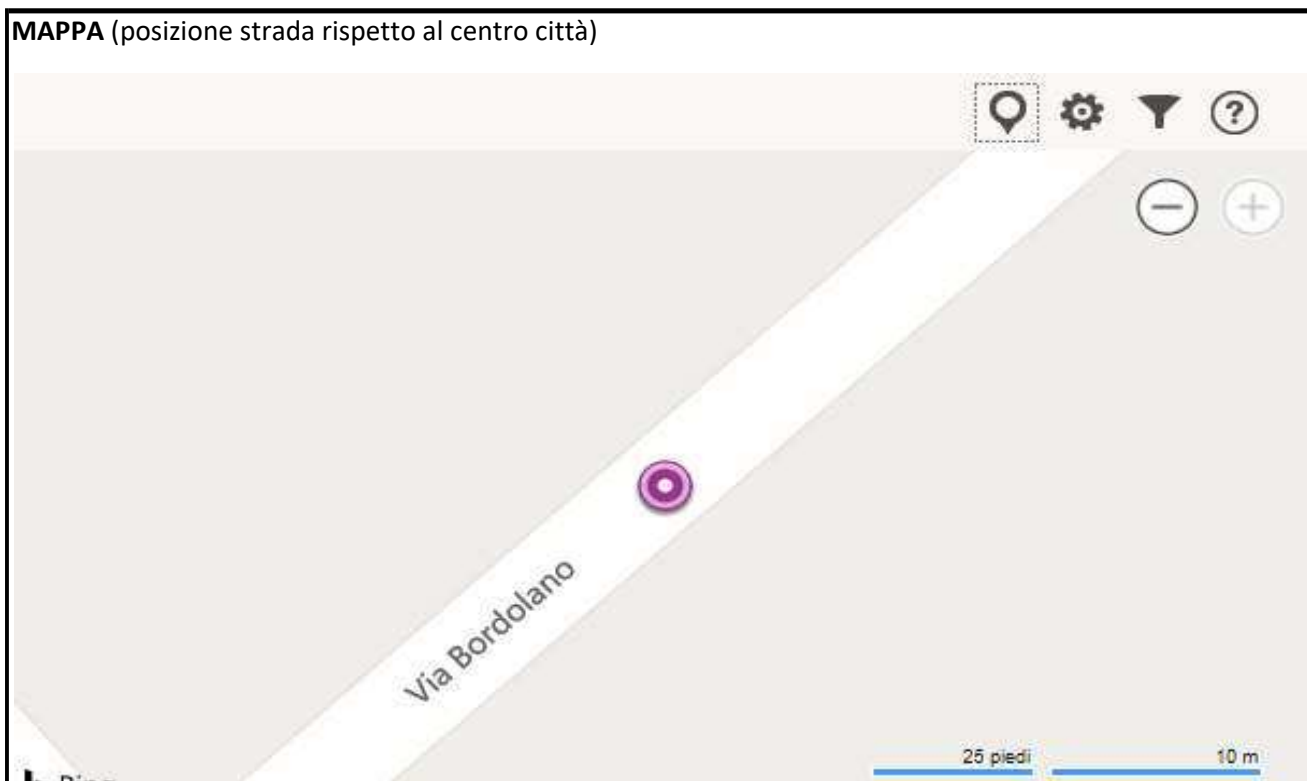 MAPPA (posizione strada rispetto al centro città)
?
Via Bordolano
25 piedi 10 m